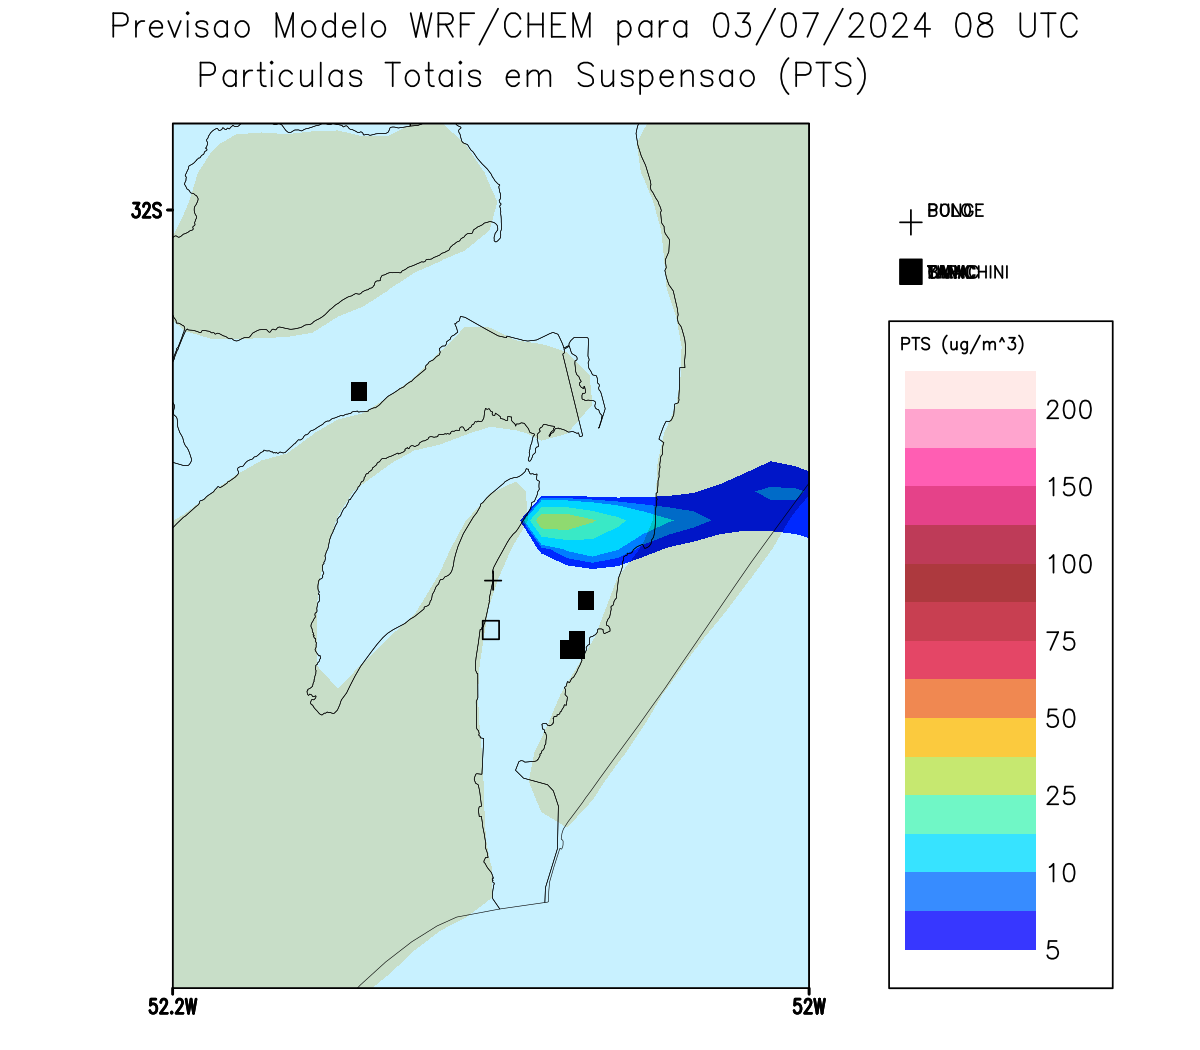 Previsao Modelo WRF/CHEM para 03/07/2024 08 UTC
Particulas Totais em Suspensao (PTS)
32S
PTS (ug/m^3)
200
150
100
75
50
25
10
5
52.2W
52W